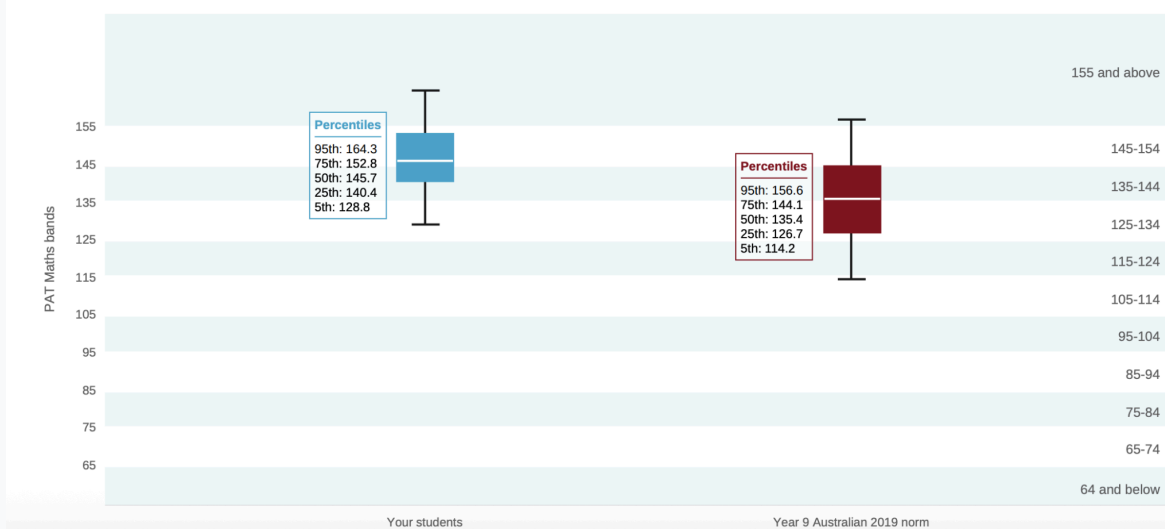 155 and above
Percentiles
95th: 164.3
75th: 152.8
50th: 145.7
25th: 140.4
5th: 128.8
Percentiles
95th: 156.6
75th: 144.1
50th: 135.4
25th: 126.7
5th: 114.2
PAT Maths bands
155
145
135
125
115
105
95
85
75
65
145-154
135-144
125-134
115-124
105-114
95-104
85-94
75-84
65-74
64 and below
Your students
Year 9 Australian 2019 norm